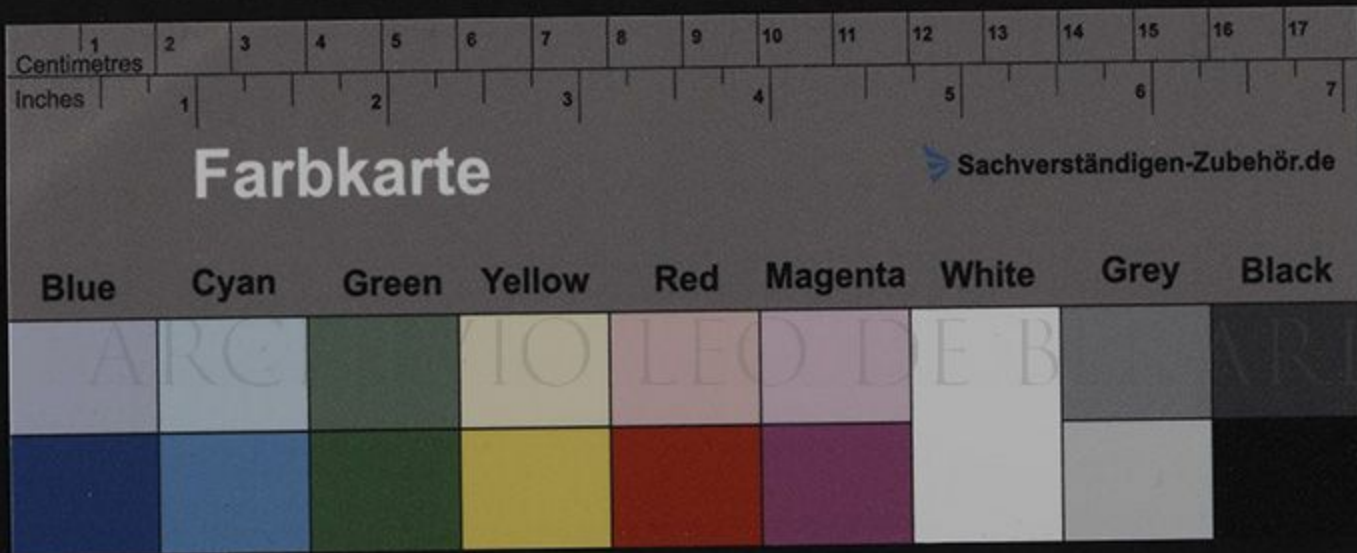 1 2 3 4 5 6 7 8 9 10 11 12 13 14 15 16 17
Centimetres
Inches 1 2 3 4 5 6 7
Farbkarte
Sachverständigen-Zubehör.de
Blue Cyan Green Yellow Red Magenta White Grey Black
LEO DE